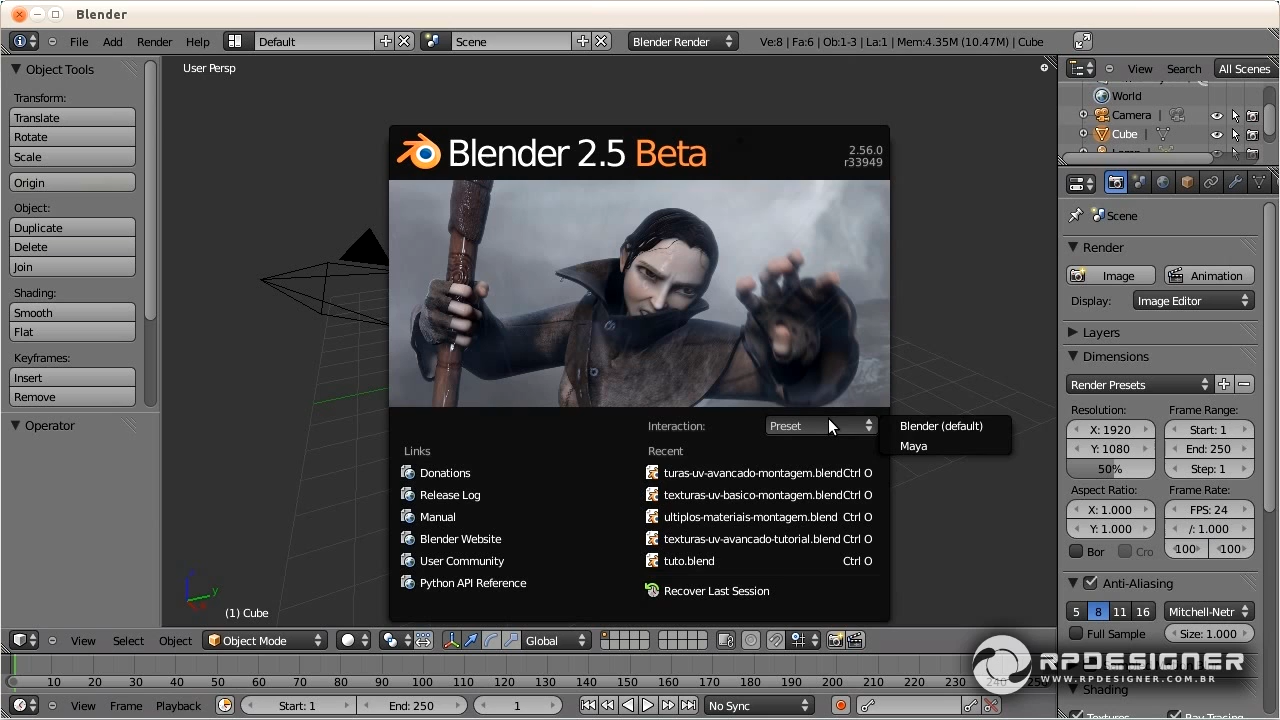 Blender
File Add Render Help Default Scene Blender Render Ve:8 | Fa:6 | Ob:1-3 | La:1 | Mem:4.35M (10.47M) | Cube
Object Tools
Transform:
Translate
Rotate
Scale
Origin
Object:
Duplicate
Delete
Join
Shading:
Smooth
Flat
Keyframes:
Insert
Remove
Operator
User Persp
Blender 2.5 Beta
2.56.0
r33949
Interaction: Preset
Blender (default)
Maya
Links
Donations
Release Log
Manual
Blender Website
User Community
Python API Reference
Recent
turas-uv-avancado-montagem.blend Ctrl O
texturas-uv-basico-montagem.blend Ctrl O
ultiplos-materiais-montagem.blend Ctrl O
texturas-uv-avancado-tutorial.blend Ctrl O
tuto.blend Ctrl O
Recover Last Session
z
y
(1) Cube
View Search All Scenes
World
Camera
Cube
Scene
Render
Image Animation
Display: Image Editor
Layers
Dimensions
Render Presets
Resolution: Frame Range:
X: 1920 Start: 1
Y: 1080 End: 250
50% Step: 1
Aspect Ratio: Frame Rate:
X: 1.000 FPS: 24
Y: 1.000 /: 1.000
Bor Cro 100 100
Anti-Aliasing
5 8 11 16 Mitchell-Netr
Full Sample Size: 1.000
Shading
Textures Ray Tracing
View Select Object Object Mode Global
10 20 30 40 50 60 70 80 90 100 110 120 130 140 150 160 170 180 190 200 210 220 230 240 250
View Frame Playback Start: 1 End: 250 1 No Sync
RPDESIGNER
WWW.RPDESIGNER.COM.BR